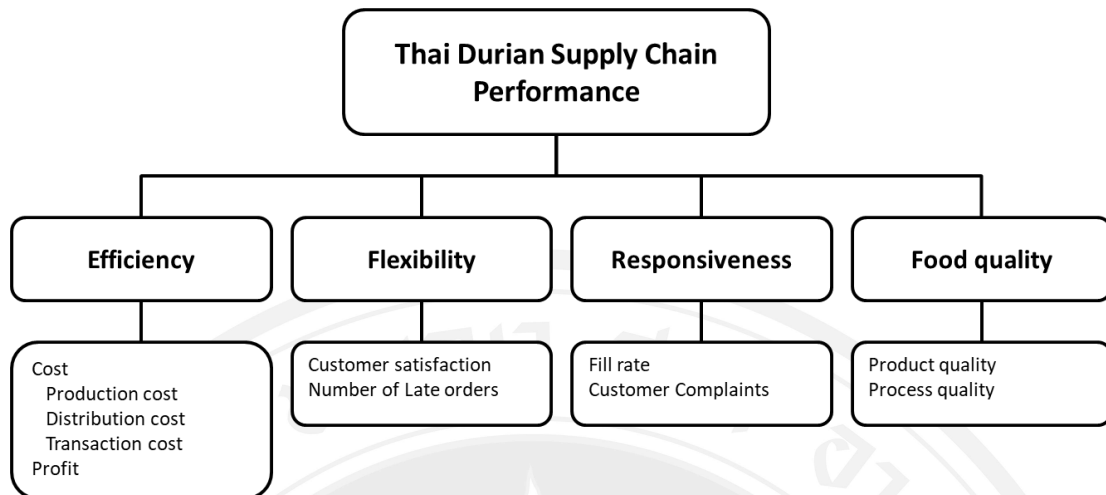 Thai Durian Supply Chain
Performance
Efficiency
Flexibility
Responsiveness
Food quality
Cost
Production cost
Distribution cost
Transaction cost
Profit
Customer satisfaction
Number of Late orders
Fill rate
Customer Complaints
Product quality
Process quality